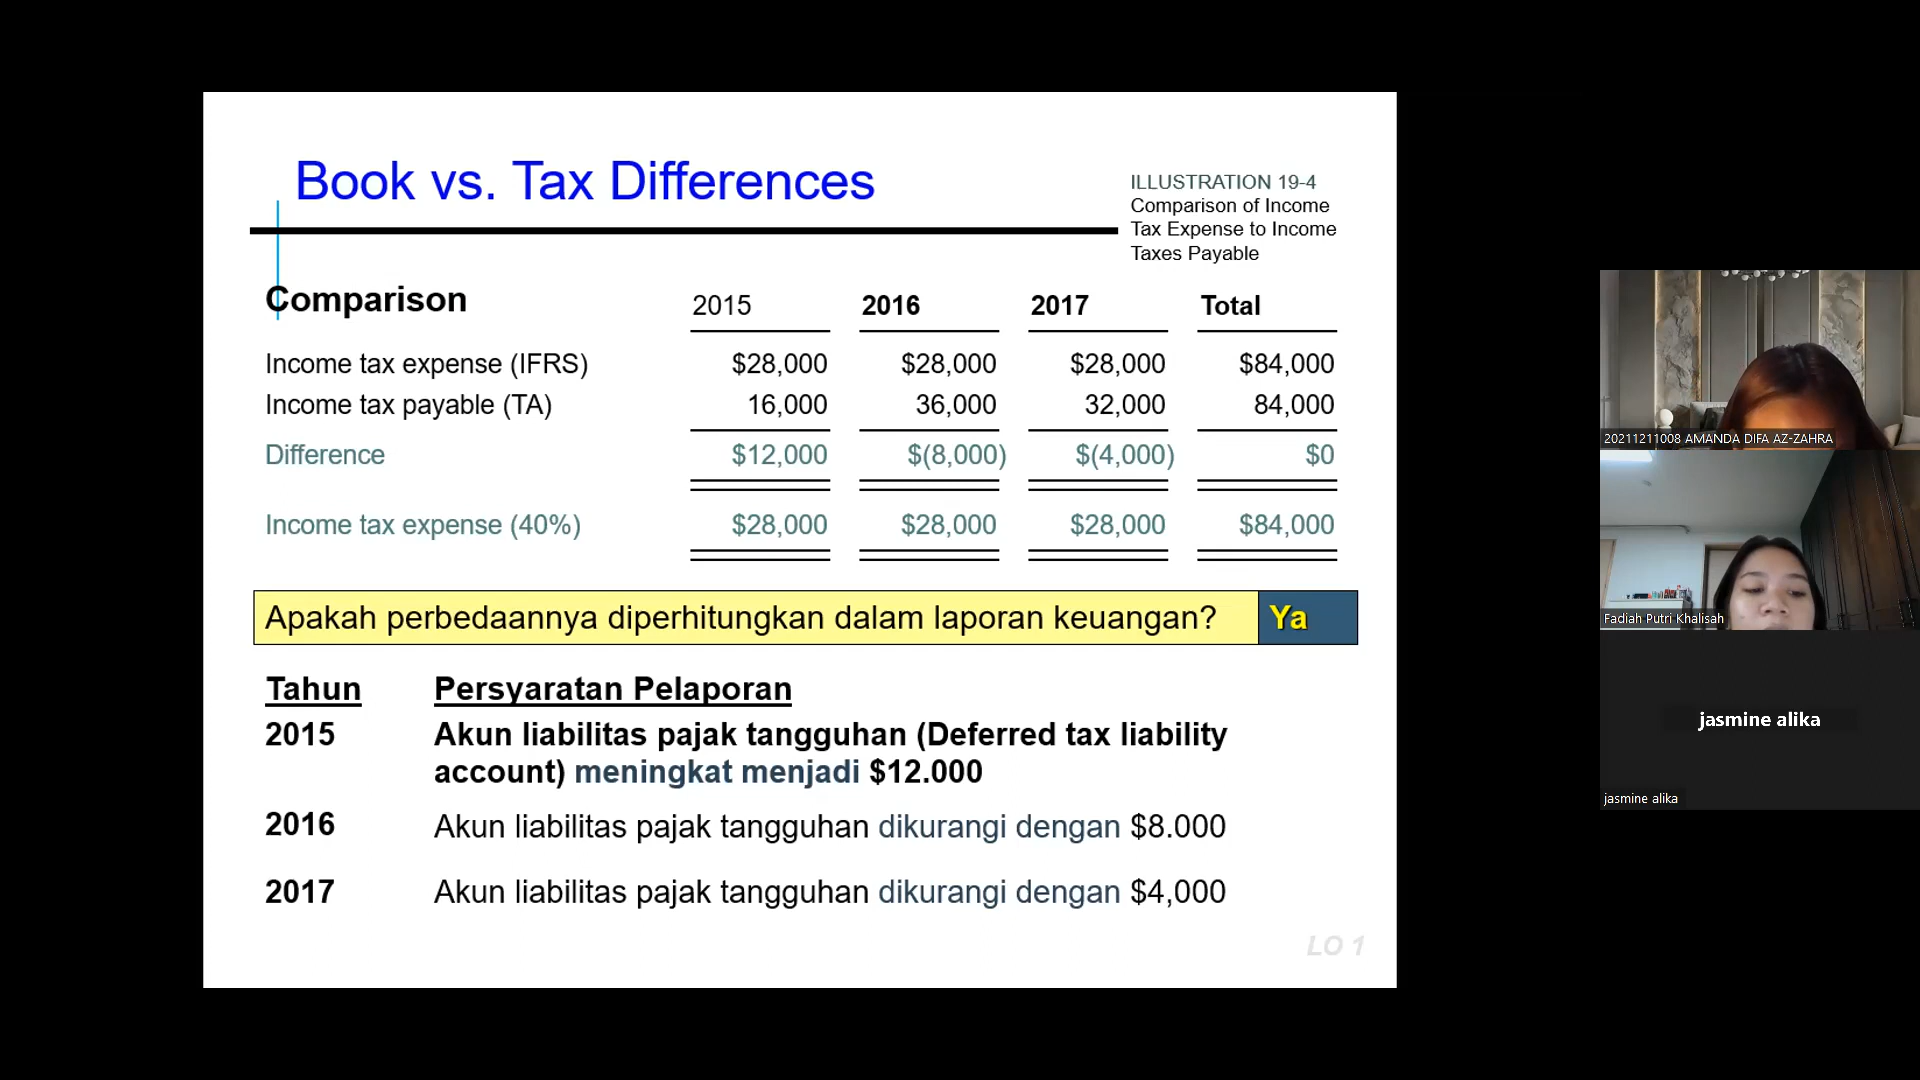 Book vs. Tax Differences
ILLUSTRATION 19-4
Comparison of Income
Tax Expense to Income
Taxes Payable
Comparison 2015 2016 2017 Total
Income tax expense (IFRS) $28,000 $28,000 $28,000 $84,000
Income tax payable (TA) 16,000 36,000 32,000 84,000
Difference $12,000 $(8,000) $(4,000) $0
Income tax expense (40%) $28,000 $28,000 $28,000 $84,000
Apakah perbedaannya diperhitungkan dalam laporan keuangan? Ya
Tahun Persyaratan Pelaporan
2015 Akun liabilitas pajak tangguhan (Deferred tax liability
account) meningkat menjadi $12.000
2016 Akun liabilitas pajak tangguhan dikurangi dengan $8.000
2017 Akun liabilitas pajak tangguhan dikurangi dengan $4,000
LO 1
20211211008 AMANDA DIFA AZ-ZAHRA
Fadiah Putri Khalisah
jasmine alika
jasmine alika